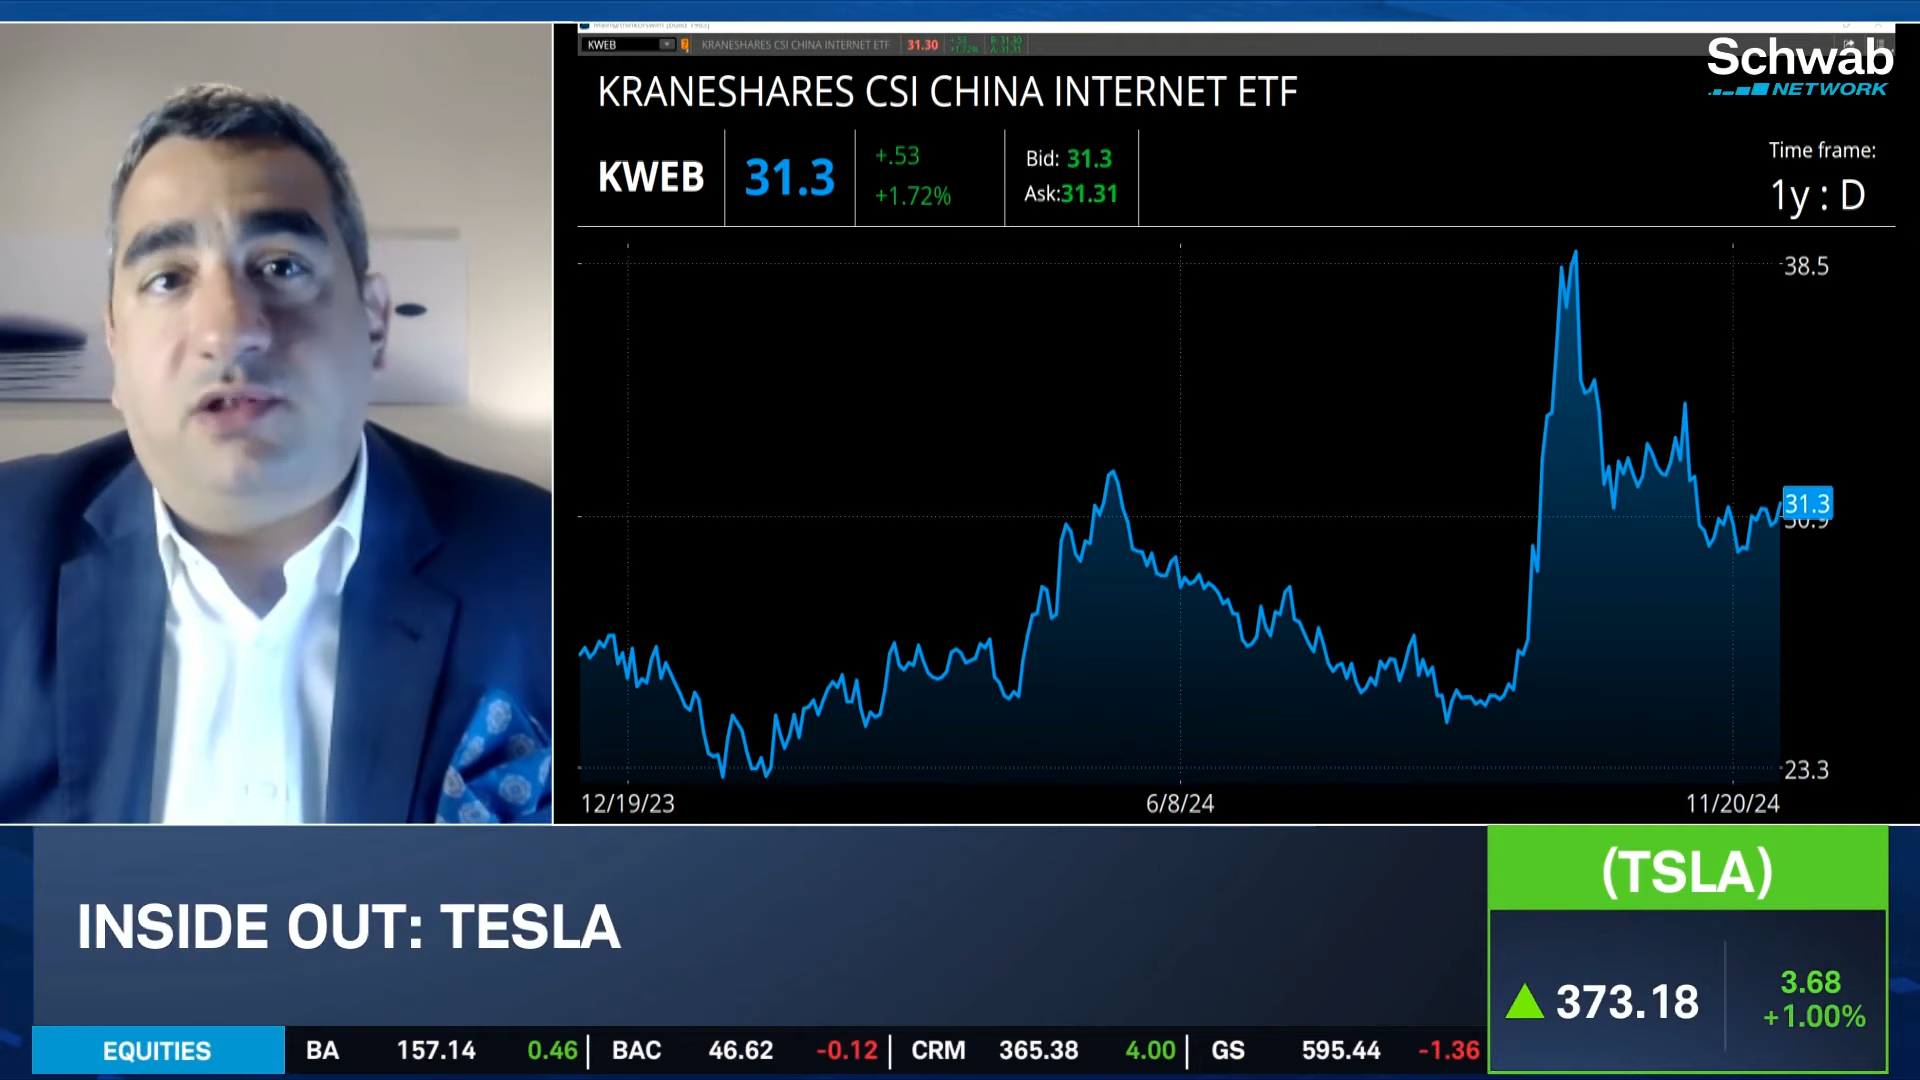 KWEB
KRANESHARES CSI CHINA INTERNET ETF
31.30
Schwab
NETWORK
KRANESHARES CSI CHINA INTERNET ETF
KWEB
31.3
+.53
+1.72%
Bid: 31.3
Ask:31.31
Time frame:
1y : D
38.5
31.3
30.9
23.3
12/19/23
6/8/24
11/20/24
INSIDE OUT: TESLA
(TSLA)
373.18
3.68
+1.00%
EQUITIES
BA 157.14 0.46
BAC 46.62 -0.12
CRM 365.38 4.00
GS 595.44 -1.36